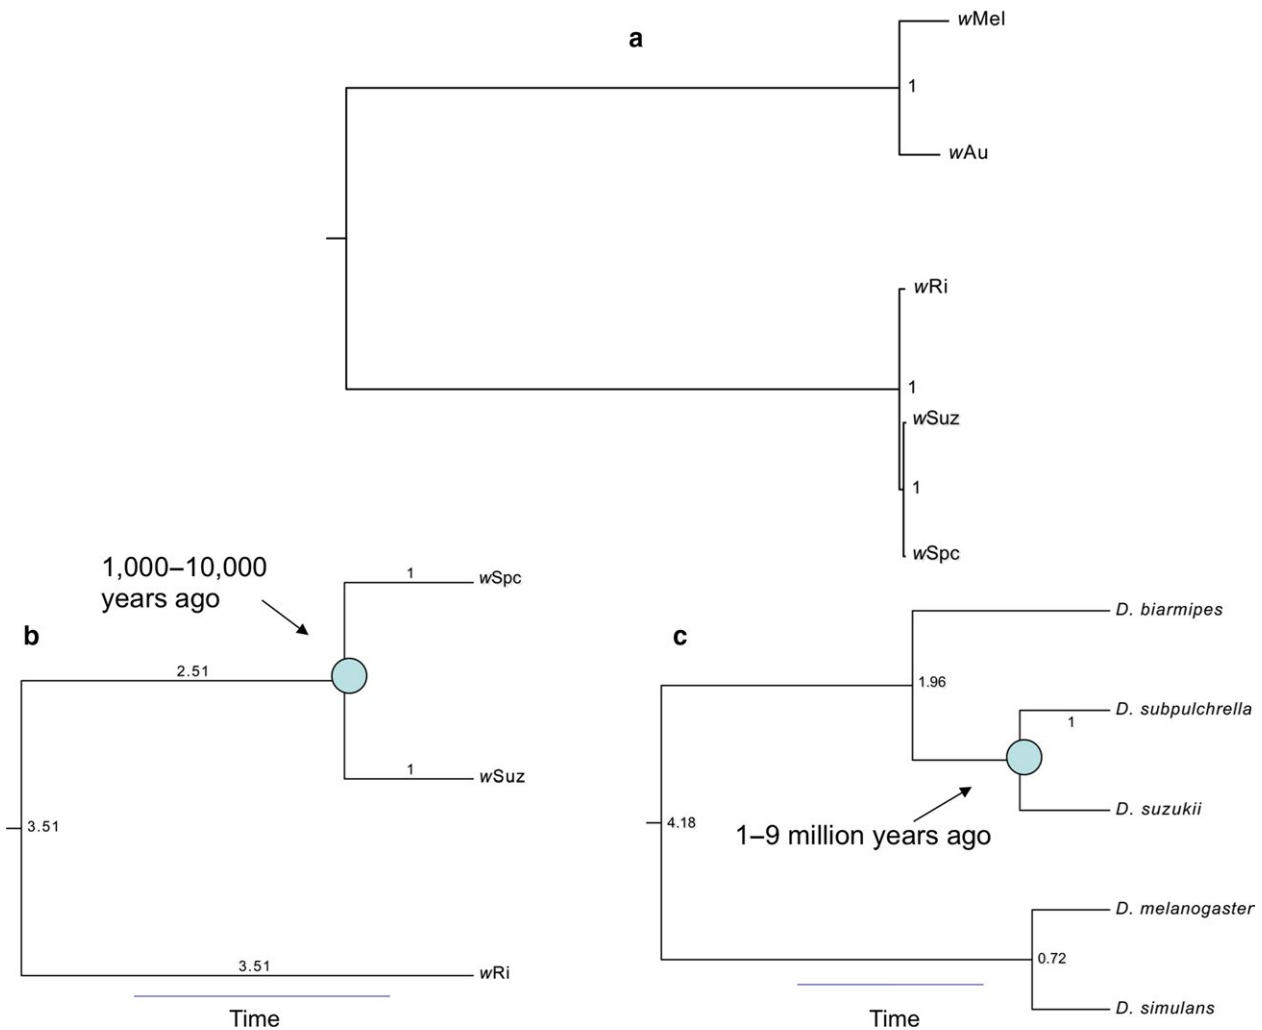 a
wMel
1
wAu
wRi
1
wSuz
1
wSpc
b
1,000–10,000
years ago
1
wSpc
2.51
1
wSuz
3.51
3.51
wRi
Time
c
D. biarmipes
1.96
D. subpulchrella
1
D. suzukii
4.18
1–9 million years ago
D. melanogaster
0.72
D. simulans
Time